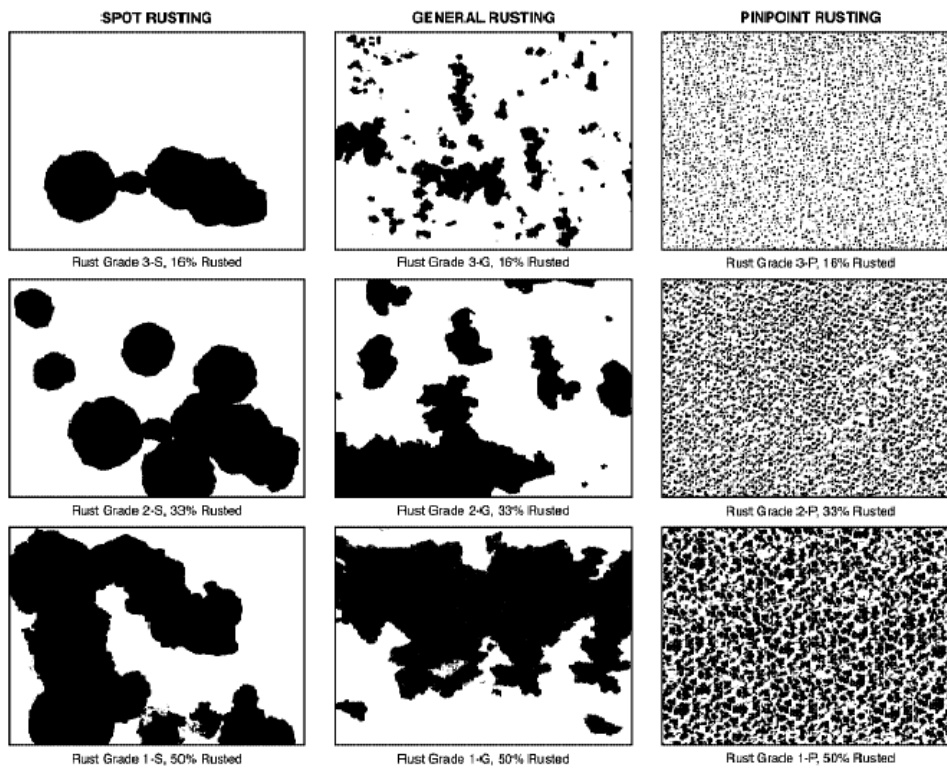 SPOT RUSTING
GENERAL RUSTING
PINPOINT RUSTING
Rust Grade 3-S, 16% Rusted
Rust Grade 3-G, 16% Rusted
Rust Grade 3-P, 16% Rusted
Rust Grade 2-S, 33% Rusted
Rust Grade 2-G, 33% Rusted
Rust Grade 2-P, 33% Rusted
Rust Grade 1-S, 50% Rusted
Rust Grade 1-G, 50% Rusted
Rust Grade 1-P, 50% Rusted